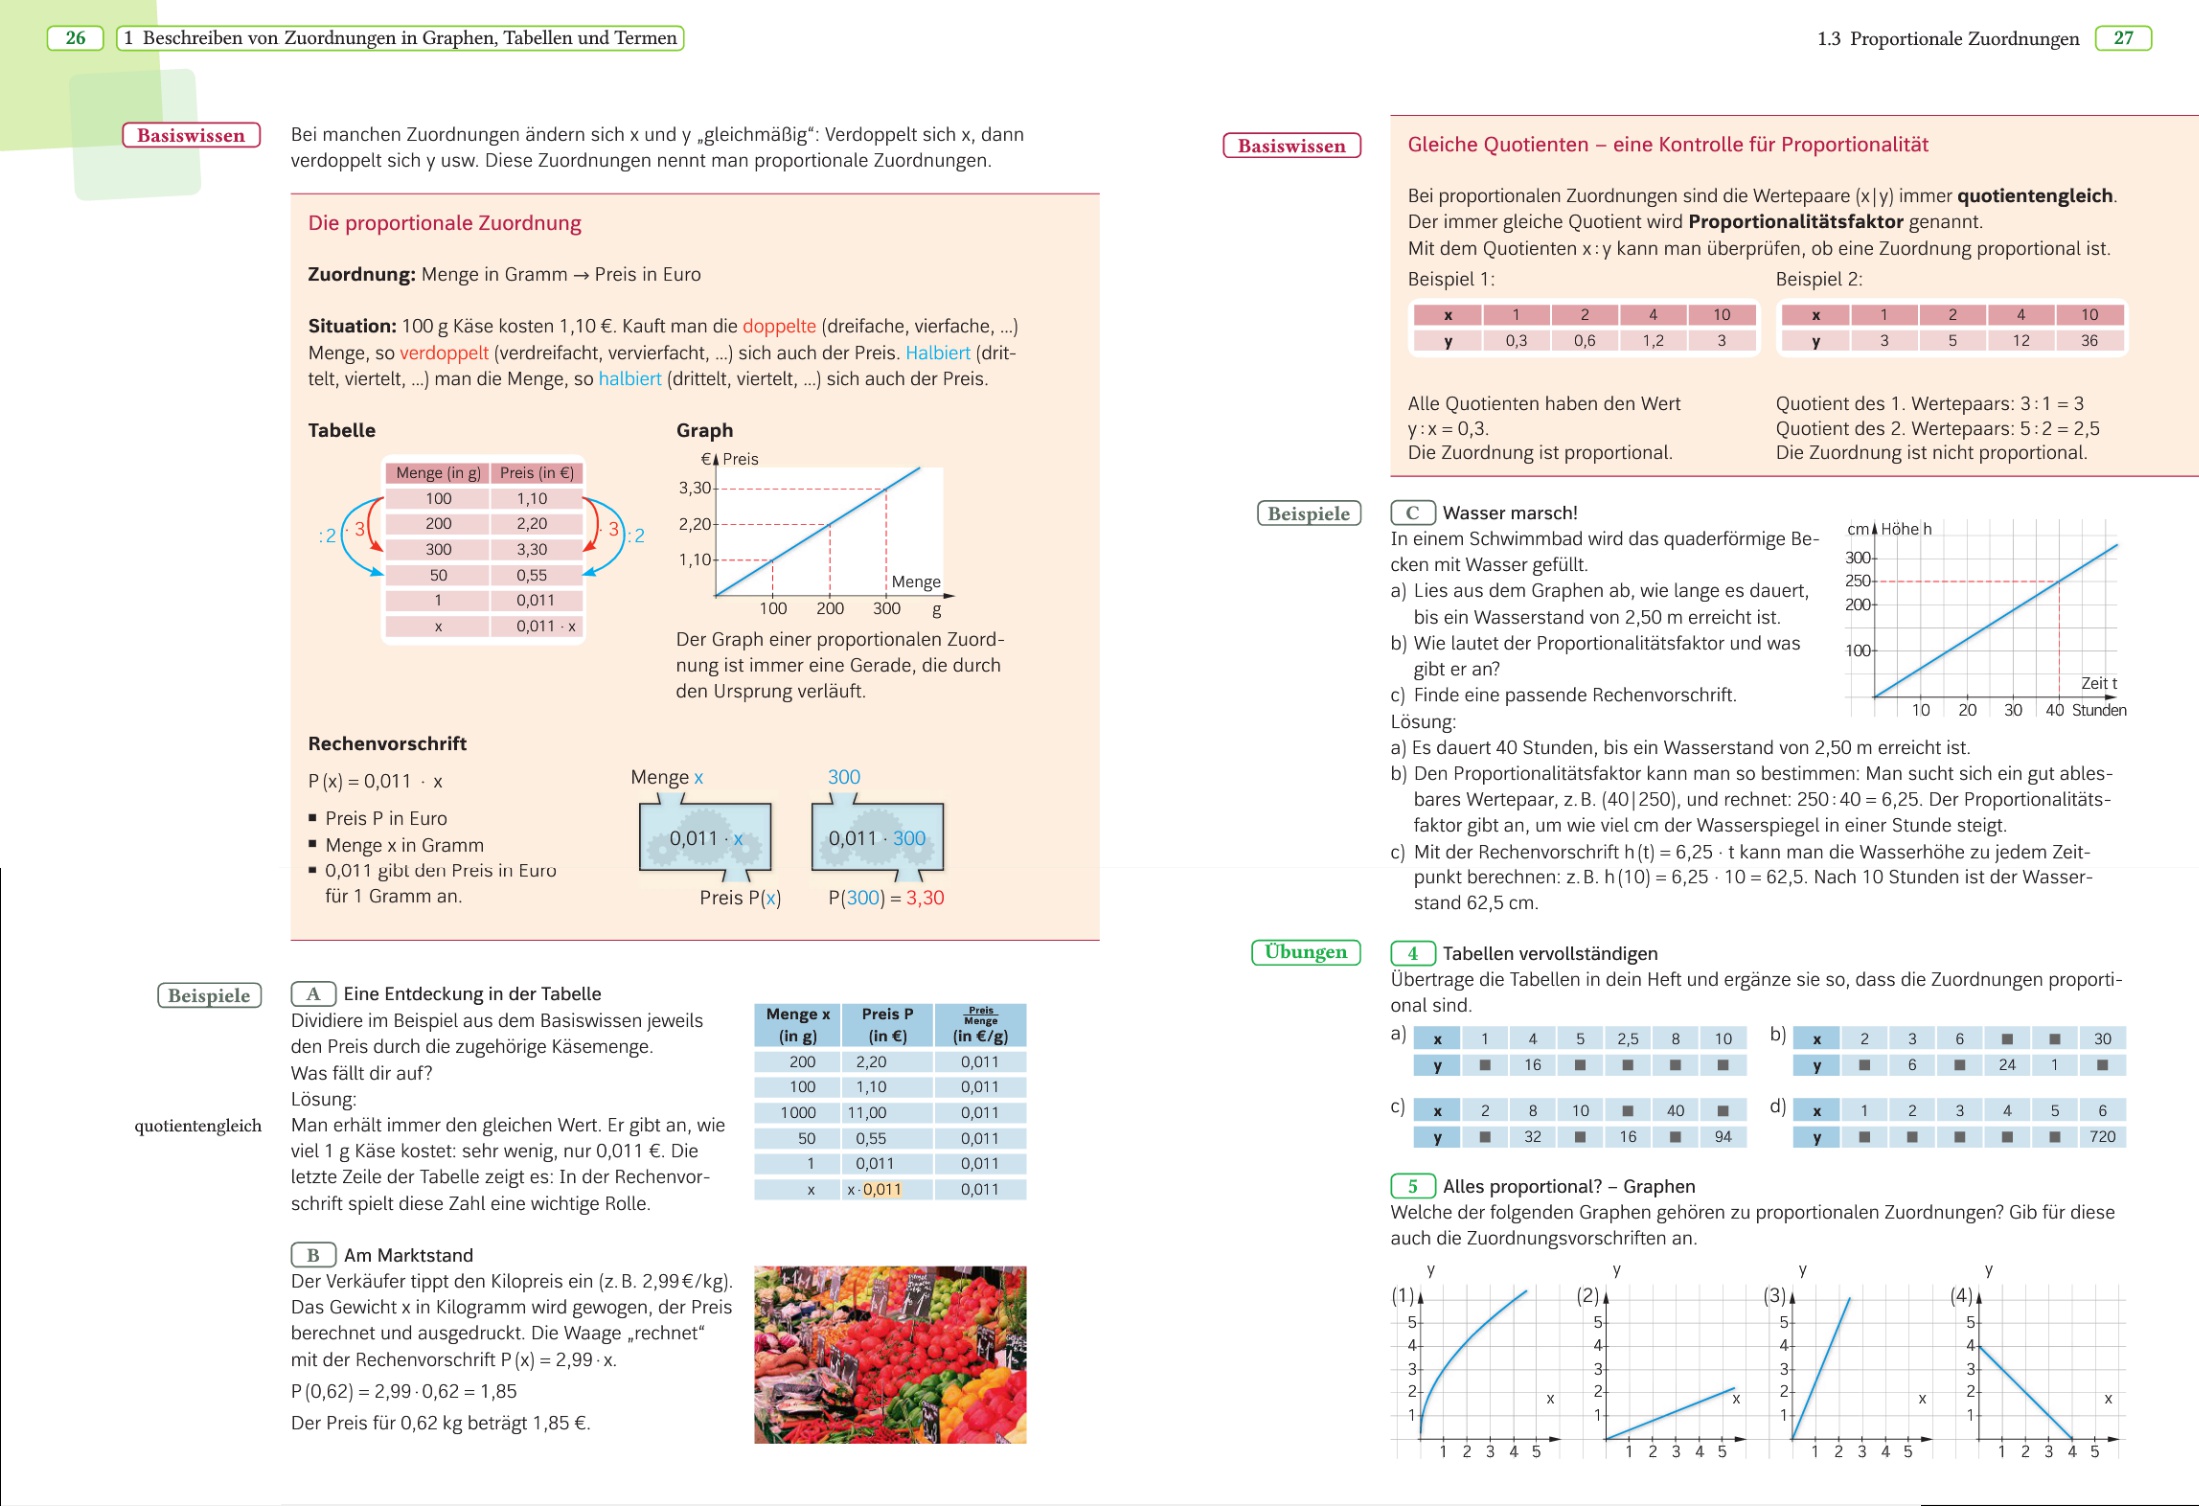 26
1 Beschreiben von Zuordnungen in Graphen, Tabellen und Termen
Basiswissen
Bei manchen Zuordnungen ändern sich x und y „gleichmäßig“: Verdoppelt sich x, dann
verdoppelt sich y usw. Diese Zuordnungen nennt man proportionale Zuordnungen.
Die proportionale Zuordnung
Zuordnung: Menge in Gramm → Preis in Euro
Situation: 100 g Käse kosten 1,10 €. Kauft man die doppelte (dreifache, vierfache, ...)
Menge, so verdoppelt (verdreifacht, vervierfacht, ...) sich auch der Preis. Halbiert (drit-
telt, viertelt, ...) man die Menge, so halbiert (drittelt, viertelt, ...) sich auch der Preis.
Tabelle
Menge (in g) Preis (in €)
100 1,10
200 2,20
300 3,30
50 0,55
1 0,011
x 0,011 · x
:2 · 3 · 3 :2
Graph
€ Preis
3,30
2,20
1,10
Menge
100 200 300 g
Der Graph einer proportionalen Zuord-
nung ist immer eine Gerade, die durch
den Ursprung verläuft.
Rechenvorschrift
P (x) = 0,011 · x
▪ Preis P in Euro
▪ Menge x in Gramm
▪ 0,011 gibt den Preis in Euro
für 1 Gramm an.
Menge x
0,011 · x
Preis P(x)
300
0,011 · 300
P(300) = 3,30
Beispiele
A Eine Entdeckung in der Tabelle
Dividiere im Beispiel aus dem Basiswissen jeweils
den Preis durch die zugehörige Käsemenge.
Was fällt dir auf?
Lösung:
quotientengleich
Man erhält immer den gleichen Wert. Er gibt an, wie
viel 1 g Käse kostet: sehr wenig, nur 0,011 €. Die
letzte Zeile der Tabelle zeigt es: In der Rechenvor-
schrift spielt diese Zahl eine wichtige Rolle.
Menge x Preis P Preis
Menge
(in g) (in €) (in €/g)
200 2,20 0,011
100 1,10 0,011
1000 11,00 0,011
50 0,55 0,011
1 0,011 0,011
x x · 0,011 0,011
B Am Marktstand
Der Verkäufer tippt den Kilopreis ein (z. B. 2,99 €/kg).
Das Gewicht x in Kilogramm wird gewogen, der Preis
berechnet und ausgedruckt. Die Waage „rechnet“
mit der Rechenvorschrift P (x) = 2,99 · x.
P (0,62) = 2,99 · 0,62 = 1,85
Der Preis für 0,62 kg beträgt 1,85 €.
1.3 Proportionale Zuordnungen
27
Basiswissen
Gleiche Quotienten – eine Kontrolle für Proportionalität
Bei proportionalen Zuordnungen sind die Wertepaare (x | y) immer quotientengleich.
Der immer gleiche Quotient wird Proportionalitätsfaktor genannt.
Mit dem Quotienten x : y kann man überprüfen, ob eine Zuordnung proportional ist.
Beispiel 1:
x 1 2 4 10
y 0,3 0,6 1,2 3
Alle Quotienten haben den Wert
y : x = 0,3.
Die Zuordnung ist proportional.
Beispiel 2:
x 1 2 4 10
y 3 5 12 36
Quotient des 1. Wertepaars: 3 : 1 = 3
Quotient des 2. Wertepaars: 5 : 2 = 2,5
Die Zuordnung ist nicht proportional.
Beispiele
C Wasser marsch!
In einem Schwimmbad wird das quaderförmige Be-
cken mit Wasser gefüllt.
a) Lies aus dem Graphen ab, wie lange es dauert,
bis ein Wasserstand von 2,50 m erreicht ist.
b) Wie lautet der Proportionalitätsfaktor und was
gibt er an?
c) Finde eine passende Rechenvorschrift.
cm Höhe h
300
250
200
100
Zeit t
10 20 30 40 Stunden
Lösung:
a) Es dauert 40 Stunden, bis ein Wasserstand von 2,50 m erreicht ist.
b) Den Proportionalitätsfaktor kann man so bestimmen: Man sucht sich ein gut ables-
bares Wertepaar, z. B. (40 | 250), und rechnet: 250 : 40 = 6,25. Der Proportionalitäts-
faktor gibt an, um wie viel cm der Wasserspiegel in einer Stunde steigt.
c) Mit der Rechenvorschrift h (t) = 6,25 · t kann man die Wasserhöhe zu jedem Zeit-
punkt berechnen: z. B. h (10) = 6,25 · 10 = 62,5. Nach 10 Stunden ist der Wasser-
stand 62,5 cm.
Übungen
4 Tabellen vervollständigen
Übertrage die Tabellen in dein Heft und ergänze sie so, dass die Zuordnungen proporti-
onal sind.
a) x 1 4 5 2,5 8 10
y ■ 16 ■ ■ ■ ■
b) x 2 3 6 ■ ■ 30
y ■ 6 ■ 24 1 ■
c) x 2 8 10 ■ 40 ■
y ■ 32 ■ 16 ■ 94
d) x 1 2 3 4 5 6
y ■ ■ ■ ■ ■ 720
5 Alles proportional? – Graphen
Welche der folgenden Graphen gehören zu proportionalen Zuordnungen? Gib für diese
auch die Zuordnungsvorschriften an.
(1) y
5
4
3
2
1
x
1 2 3 4 5
(2) y
5
4
3
2
1
x
1 2 3 4 5
(3) y
5
4
3
2
1
x
1 2 3 4 5
(4) y
5
4
3
2
1
x
1 2 3 4 5